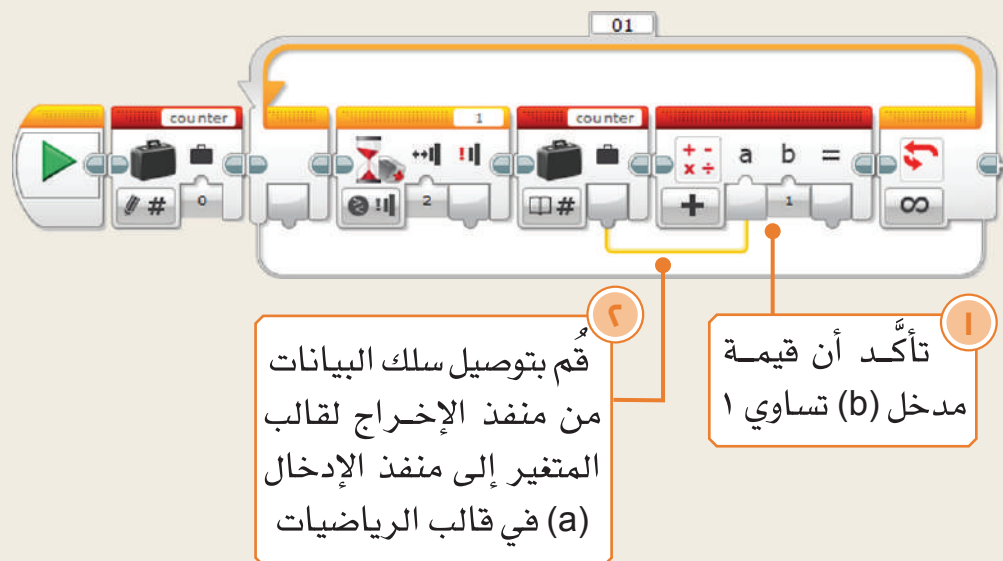 01
counter
1
counter
a b =
#
0
2
#
1
∞
١
تأكَّد أن قيمة
مدخل (b) تساوي ١
٢
قُم بتوصيل سلك البيانات
من منفذ الإخراج لقالب
المتغير إلى منفذ الإدخال
(a) في قالب الرياضيات